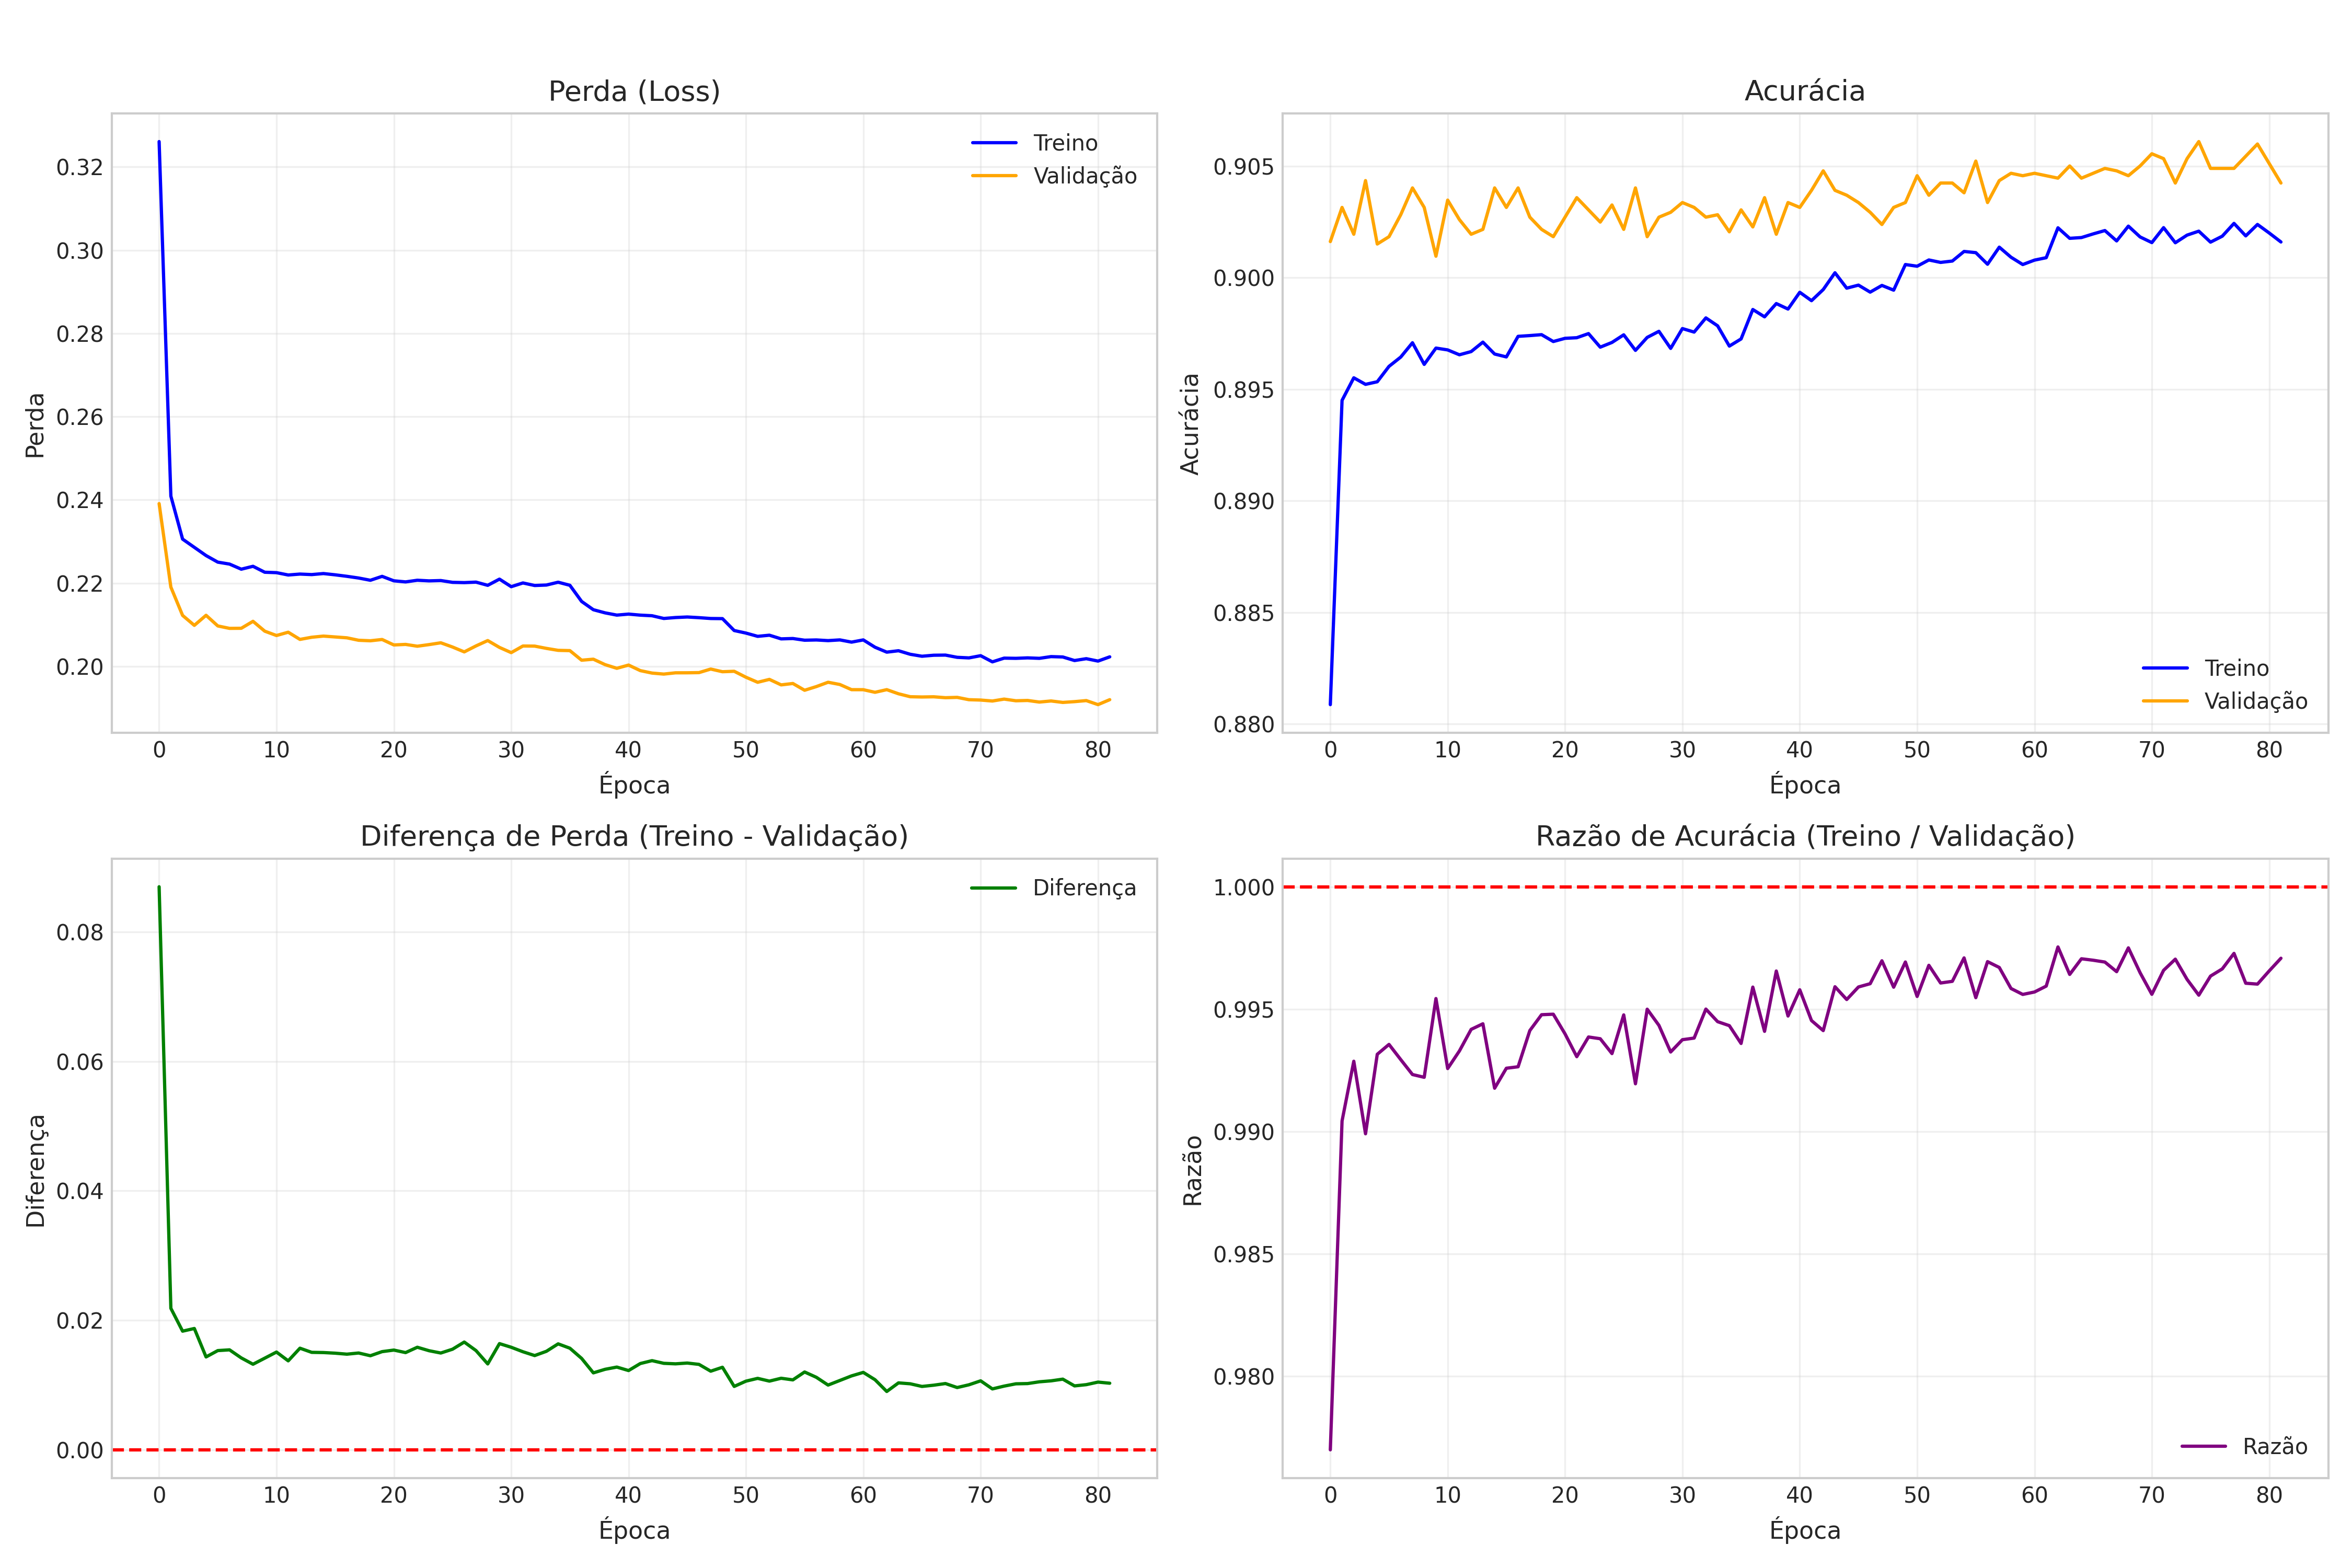 Perda (Loss)
Treino
Validação
0.32
0.30
0.28
0.26
0.24
0.22
0.20
Perda
0 10 20 30 40 50 60 70 80
Época
Acurácia
0.905
0.900
0.895
0.890
0.885
0.880
Acurácia
Treino
Validação
0 10 20 30 40 50 60 70 80
Época
Diferença de Perda (Treino - Validação)
Diferença
0.08
0.06
0.04
0.02
0.00
Diferença
0 10 20 30 40 50 60 70 80
Época
Razão de Acurácia (Treino / Validação)
1.000
0.995
0.990
0.985
0.980
Razão
Razão
0 10 20 30 40 50 60 70 80
Época